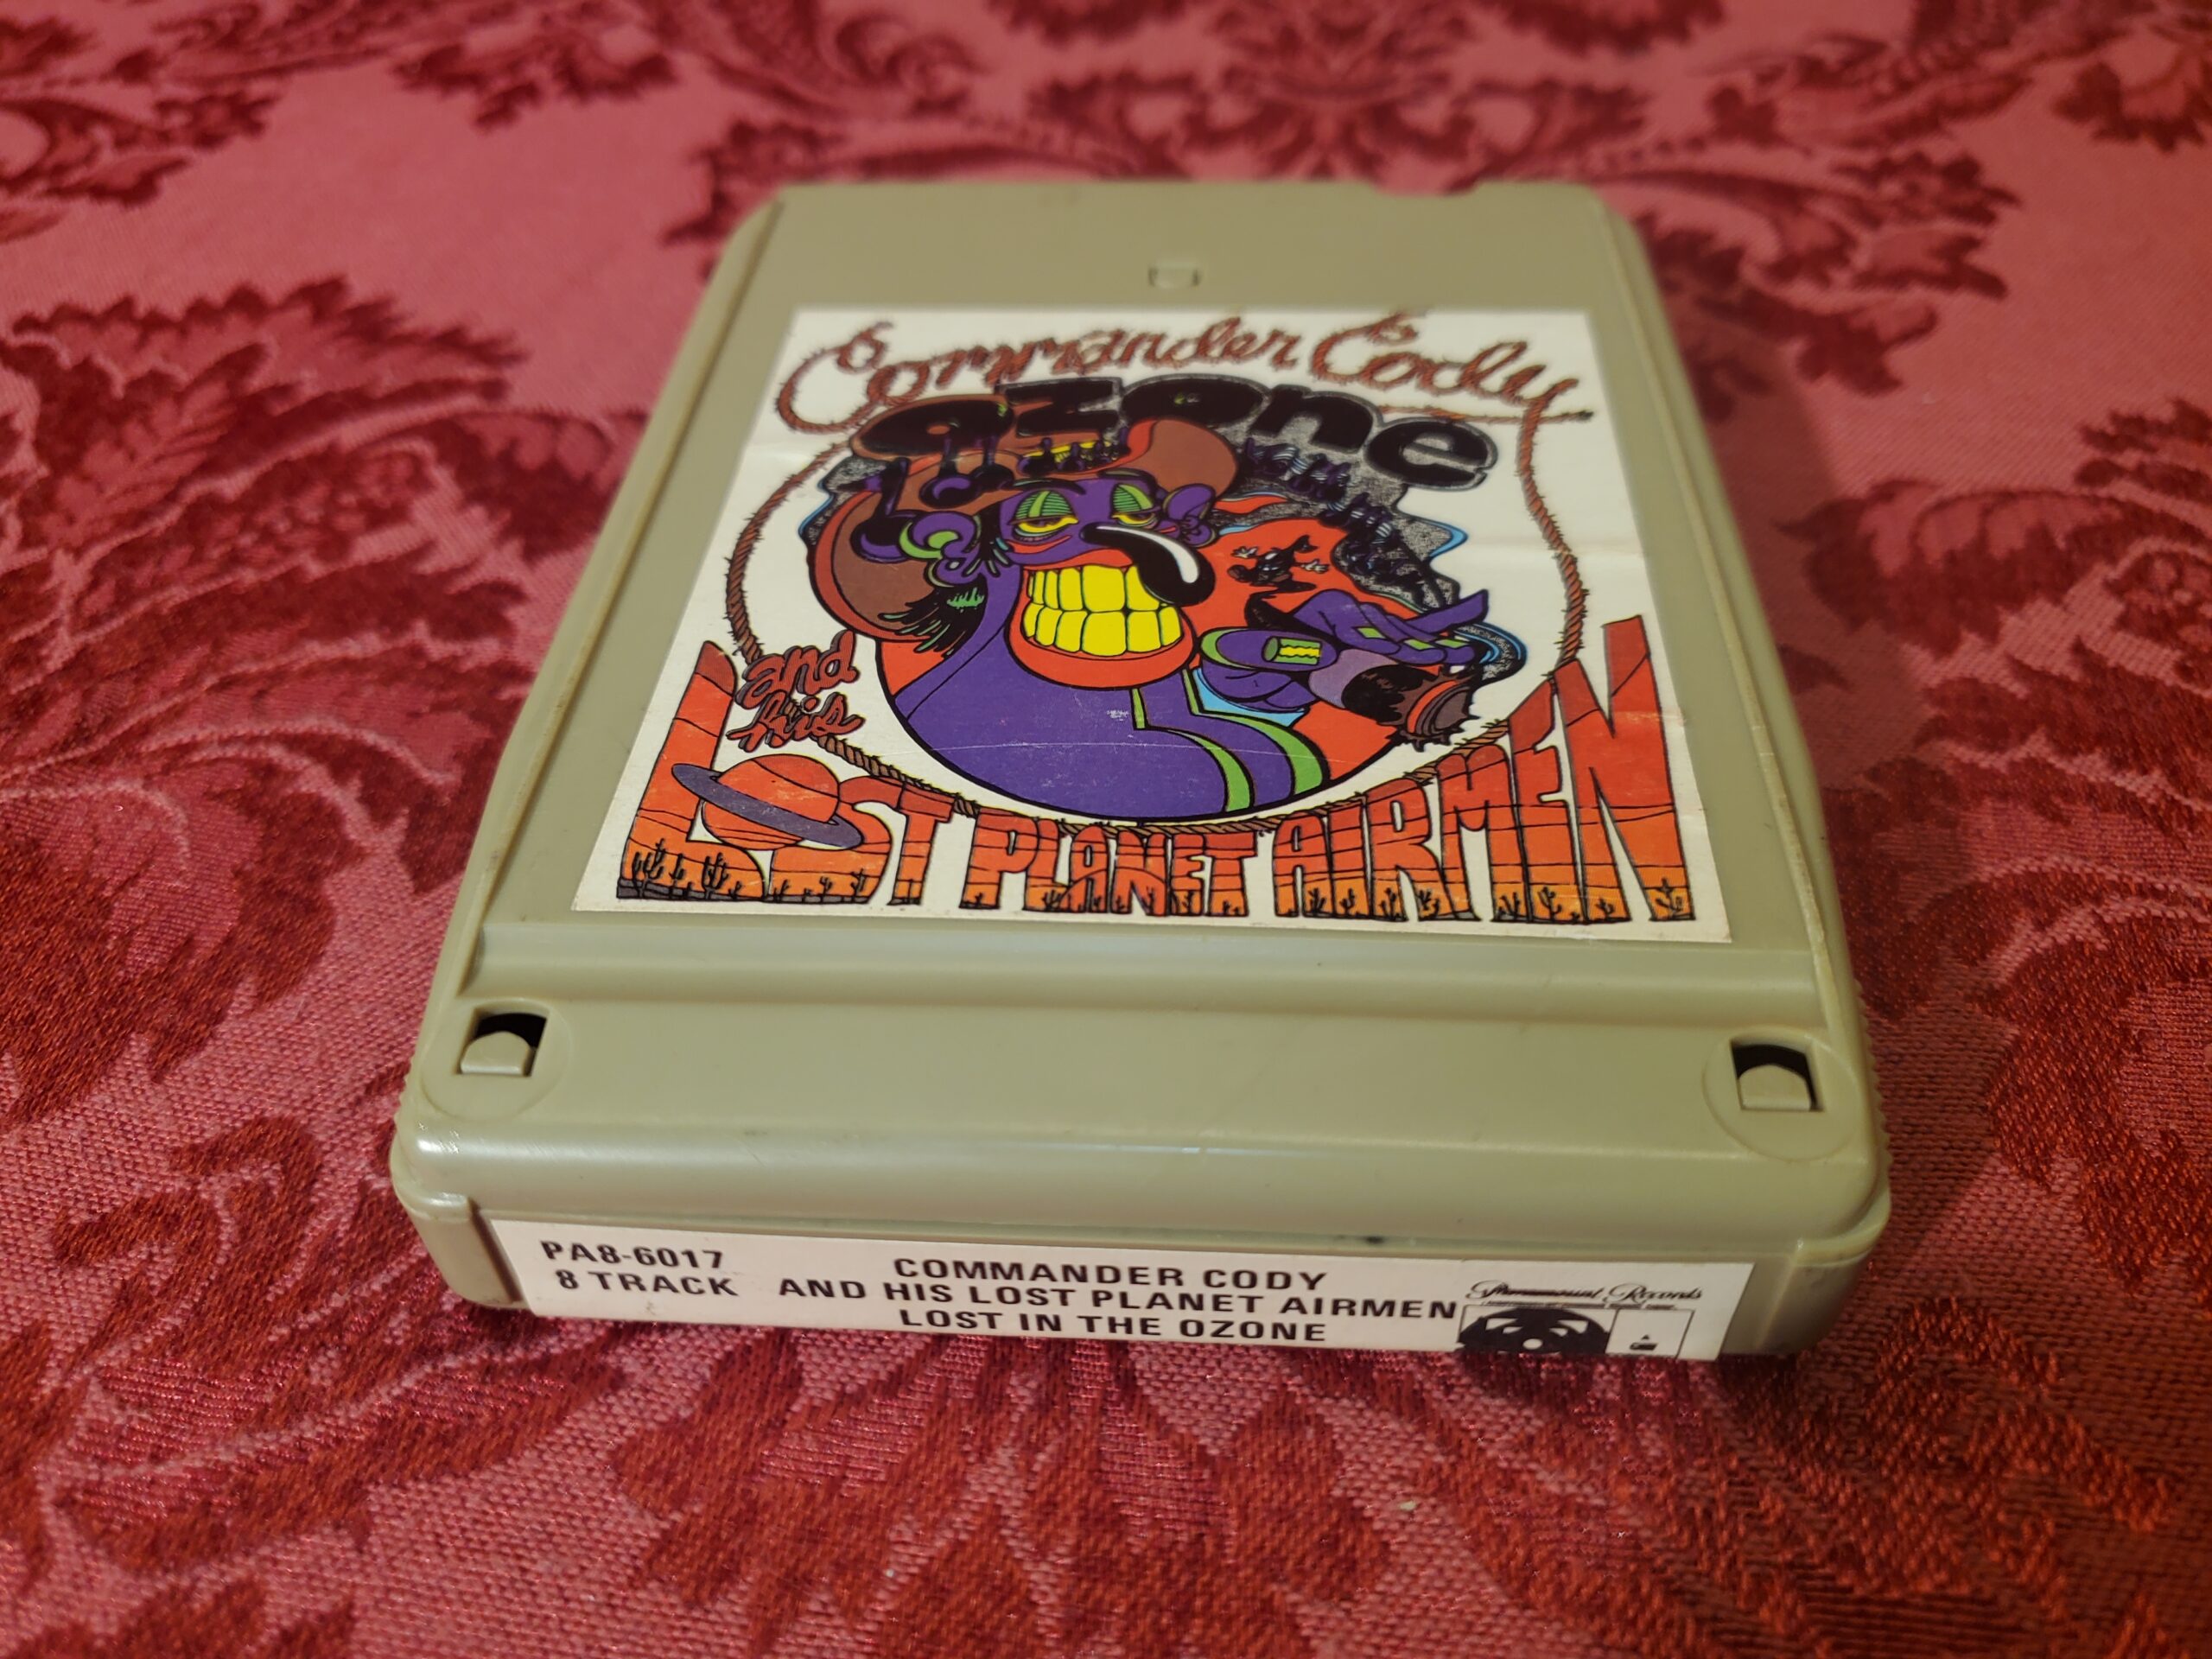 Commander Cody
ozone
and
his
LOST PLANET AIRMEN
PA8-6017
8 TRACK
COMMANDER CODY
AND HIS LOST PLANET AIRMEN
LOST IN THE OZONE
Paramount Records